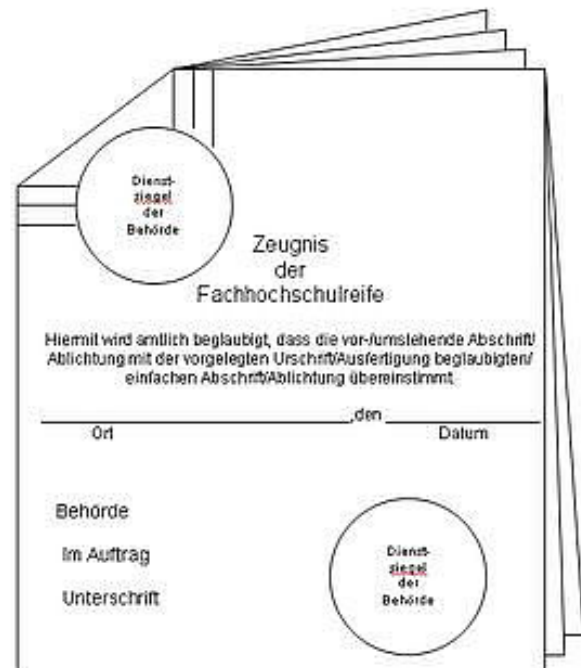 Dienst-
siegel
der
Behörde
Zeugnis
der
Fachhochschulreife
Hiermit wird amtlich beglaubigt, dass die vor-/umstehende Abschrift/
Ablichtung mit der vorgelegten Urschrift/Ausfertigung beglaubigten/
einfachen Abschrift/Ablichtung übereinstimmt
,den
Ort Datum
Behörde
Im Auftrag
Unterschrift
Dienst-
siegel
der
Behörde